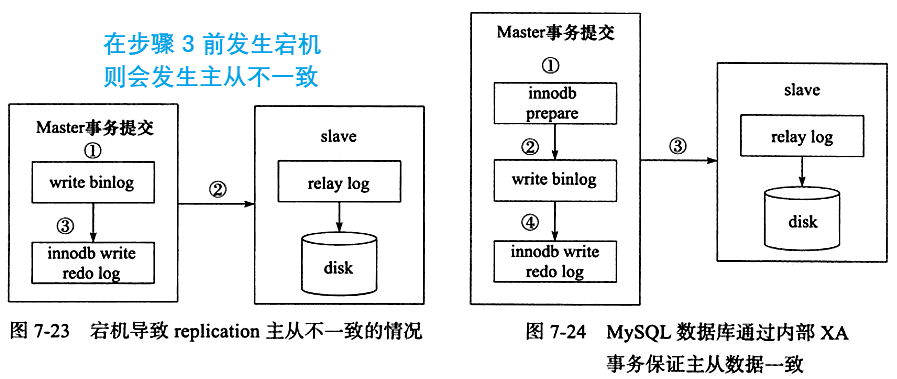 在步骤 3 前发生宕机
则会发生主从不一致
Master事务提交
①
write binlog
③
innodb write
redo log
②
slave
relay log
disk
图 7-23 宕机导致 replication 主从不一致的情况
Master事务提交
①
innodb
prepare
②
write binlog
④
innodb write
redo log
③
slave
relay log
disk
图 7-24 MySQL 数据库通过内部 XA
事务保证主从数据一致